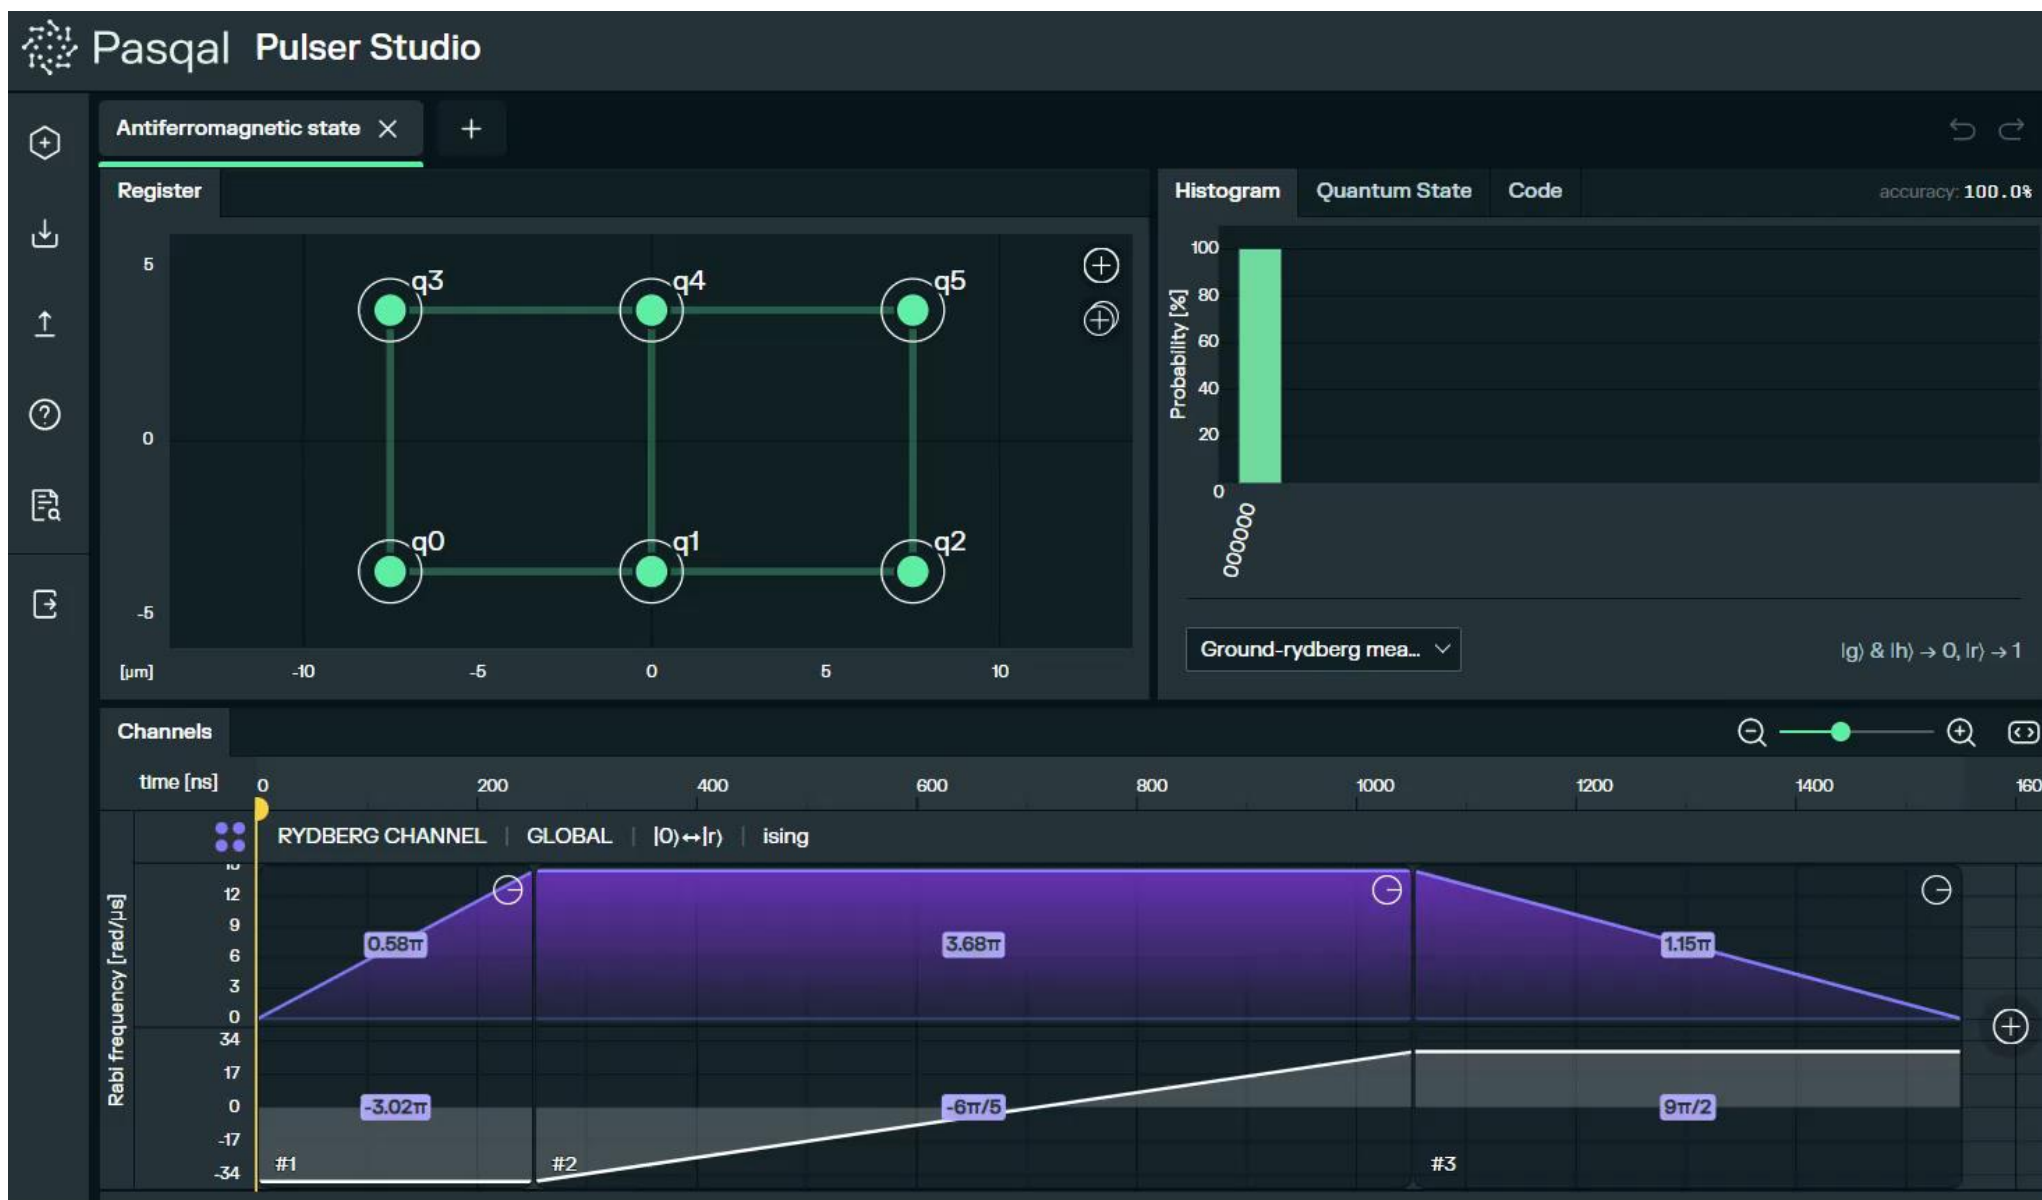 Pasqal Pulser Studio
Antiferromagnetic state
Register
Histogram Quantum State Code accuracy: 100.0%
5
0
-5
q3 q4 q5
q0 q1 q2
[µm] -10 -5 0 5 10
Probability [%]
100
80
60
40
20
0
000000
Ground-rydberg mea... |g⟩ & |h⟩ → 0, |r⟩ → 1
Channels
time [ns] 0 200 400 600 800 1000 1200 1400 160
RYDBERG CHANNEL | GLOBAL | |0⟩↔|r⟩ | ising
Rabi frequency [rad/µs]
12
9
6
3
0
0.58π 3.68π 1.15π
34
17
0
-17
-34
-3.02π -6π/5 9π/2
#1 #2 #3